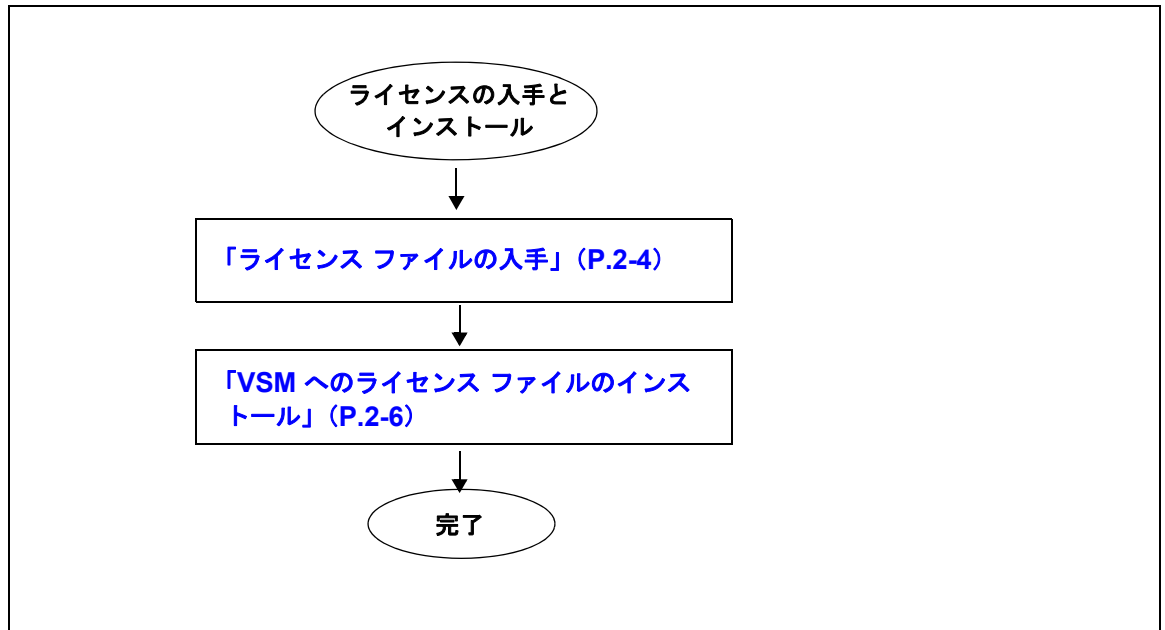 ライセンスの入手と
インストール
「ライセンス ファイルの入手」（P.2-4）
「VSM へのライセンス ファイルのインス
トール」（P.2-6）
完了